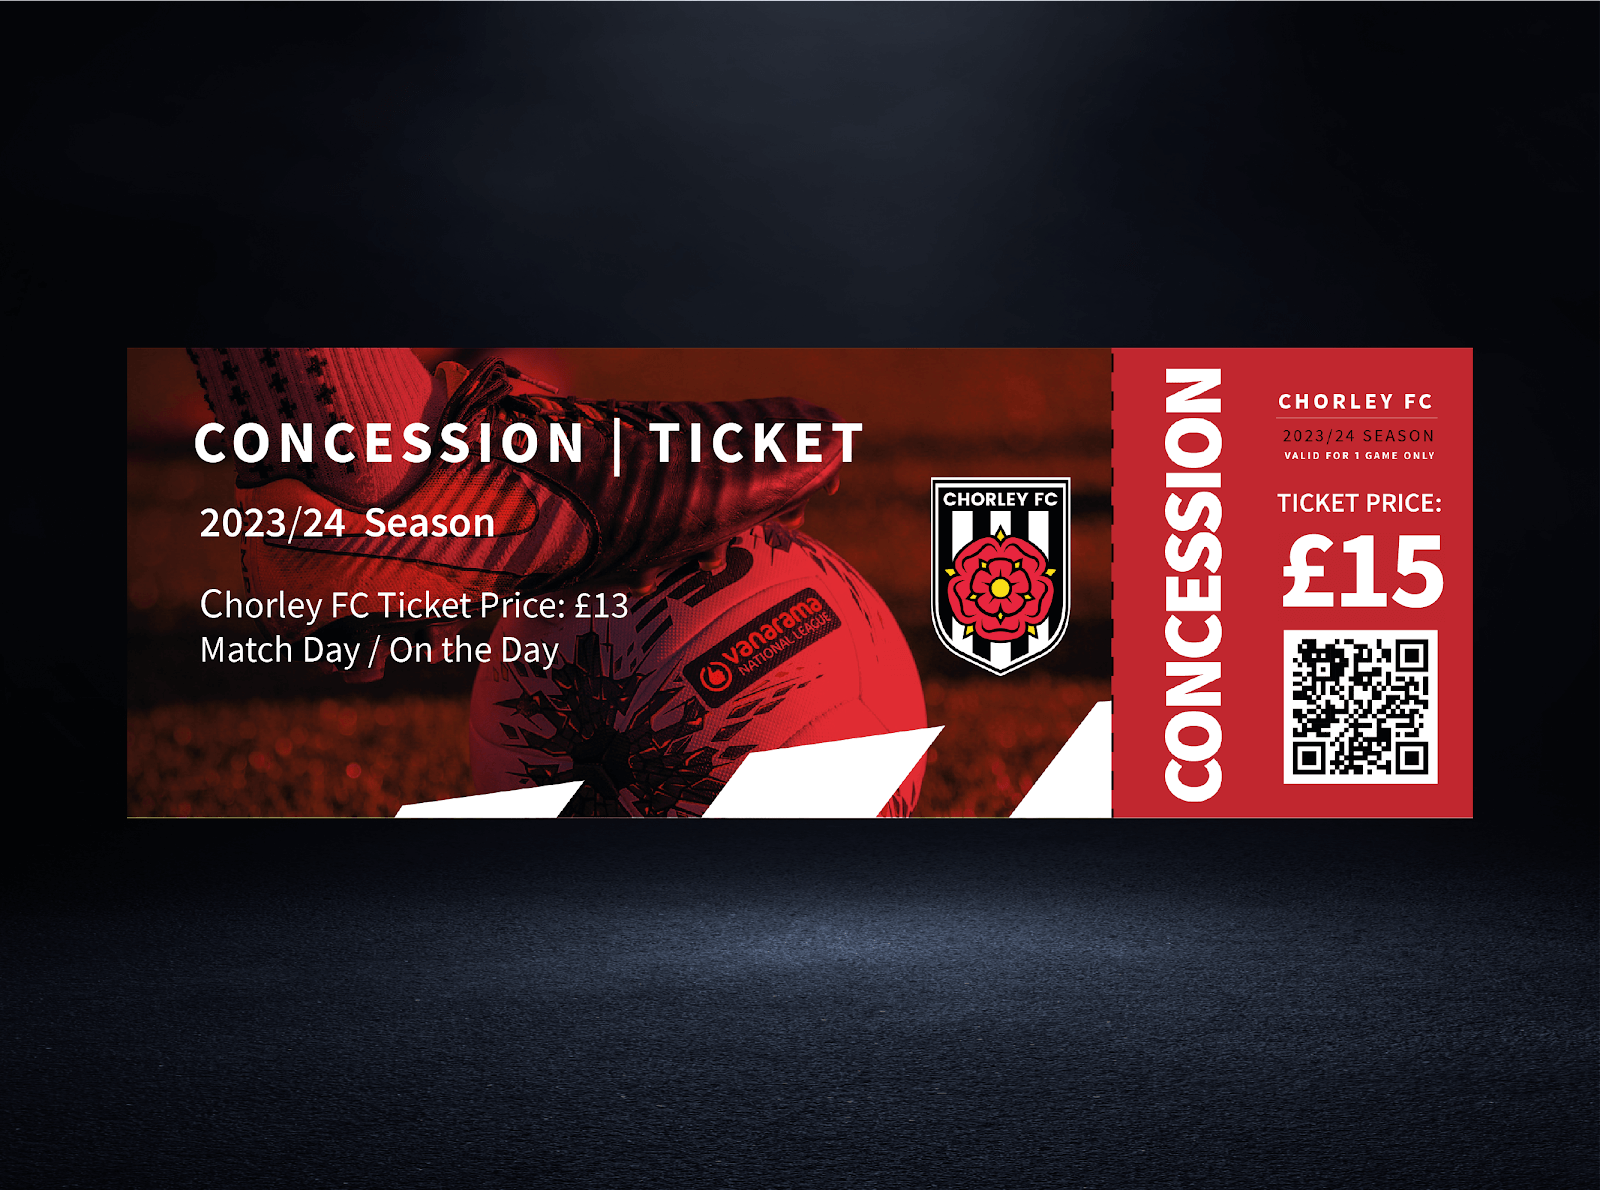 CONCESSION | TICKET
2023/24 Season
Chorley FC Ticket Price: £13
Match Day / On the Day
vanarama
NATIONAL LEAGUE
CHORLEY FC
CONCESSION
CHORLEY FC
2023/24 SEASON
VALID FOR 1 GAME ONLY
TICKET PRICE:
£15